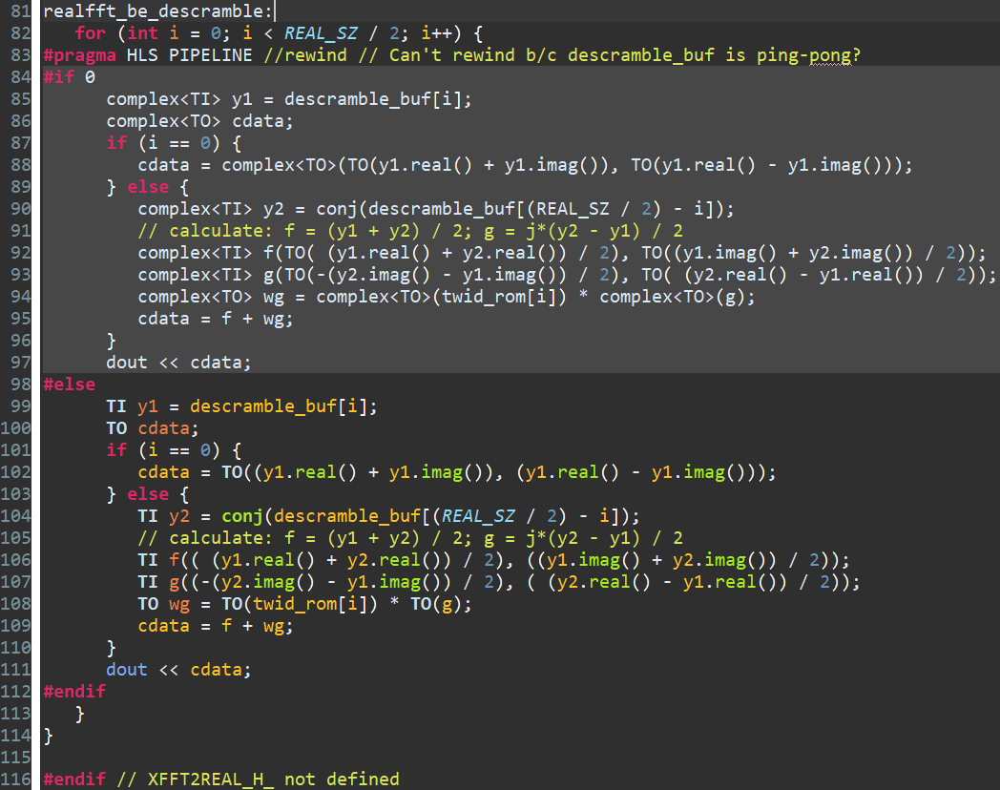 81 realfft_be_descramble:
82    for (int i = 0; i < REAL_SZ / 2; i++) {
83 #pragma HLS PIPELINE //rewind // Can't rewind b/c descramble_buf is ping-pong?
84 #if 0
85       complex<TI> y1 = descramble_buf[i];
86       complex<TO> cdata;
87       if (i == 0) {
88          cdata = complex<TO>(TO(y1.real() + y1.imag()), TO(y1.real() - y1.imag()));
89       } else {
90          complex<TI> y2 = conj(descramble_buf[(REAL_SZ / 2) - i]);
91          // calculate: f = (y1 + y2) / 2; g = j*(y2 - y1) / 2
92          complex<TI> f(TO( (y1.real() + y2.real()) / 2), TO((y1.imag() + y2.imag()) / 2));
93          complex<TI> g(TO(-(y2.imag() - y1.imag()) / 2), TO( (y2.real() - y1.real()) / 2));
94          complex<TO> wg = complex<TO>(twid_rom[i]) * complex<TO>(g);
95          cdata = f + wg;
96       }
97       dout << cdata;
98 #else
99       TI y1 = descramble_buf[i];
100       TO cdata;
101       if (i == 0) {
102          cdata = TO((y1.real() + y1.imag()), (y1.real() - y1.imag()));
103       } else {
104          TI y2 = conj(descramble_buf[(REAL_SZ / 2) - i]);
105          // calculate: f = (y1 + y2) / 2; g = j*(y2 - y1) / 2
106          TI f(( (y1.real() + y2.real()) / 2), ((y1.imag() + y2.imag()) / 2));
107          TI g((-(y2.imag() - y1.imag()) / 2), ( (y2.real() - y1.real()) / 2));
108          TO wg = TO(twid_rom[i]) * TO(g);
109          cdata = f + wg;
110       }
111       dout << cdata;
112 #endif
113    }
114 }
115
116 #endif // XFFT2REAL_H_ not defined